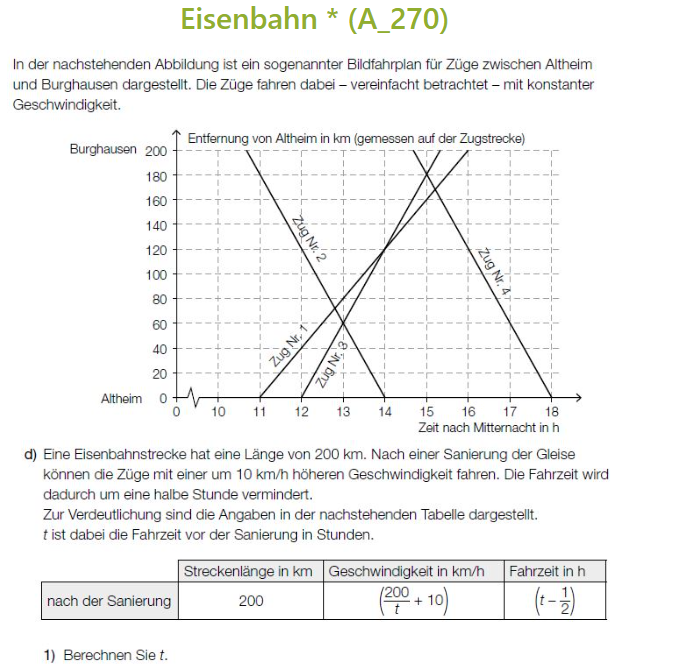 Eisenbahn * (A_270)
In der nachstehenden Abbildung ist ein sogenannter Bildfahrplan für Züge zwischen Altheim
und Burghausen dargestellt. Die Züge fahren dabei – vereinfacht betrachtet – mit konstanter
Geschwindigkeit.
Entfernung von Altheim in km (gemessen auf der Zugstrecke)
Burghausen 200
180
160
140
120
100
80
60
40
20
Altheim 0
Zug Nr. 2
Zug Nr. 4
Zug Nr. 1
Zug Nr. 3
0 10 11 12 13 14 15 16 17 18
Zeit nach Mitternacht in h
d) Eine Eisenbahnstrecke hat eine Länge von 200 km. Nach einer Sanierung der Gleise
können die Züge mit einer um 10 km/h höheren Geschwindigkeit fahren. Die Fahrzeit wird
dadurch um eine halbe Stunde vermindert.
Zur Verdeutlichung sind die Angaben in der nachstehenden Tabelle dargestellt.
t ist dabei die Fahrzeit vor der Sanierung in Stunden.
Streckenlänge in km Geschwindigkeit in km/h Fahrzeit in h
nach der Sanierung 200 (200/t + 10) (t – 1/2)
1) Berechnen Sie t.